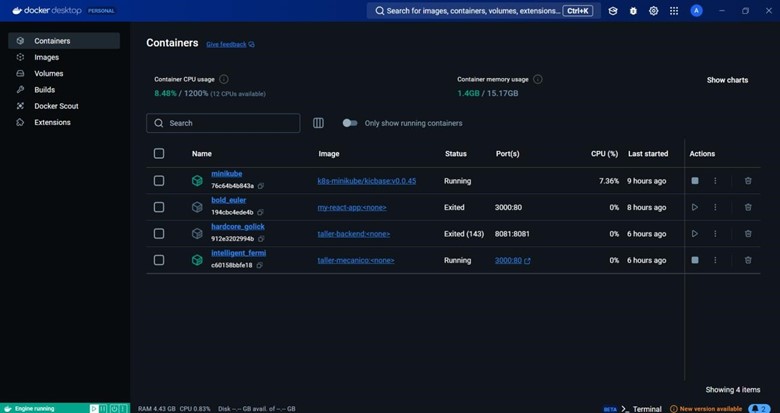 docker desktop PERSONAL
Search for images, containers, volumes, extensions... Ctrl+K
A
Containers
Images
Volumes
Builds
Docker Scout
Extensions
Containers Give feedback
Container CPU usage
8.48% / 1200% (12 CPUs available)
Container memory usage
1.4GB / 15.17GB
Show charts
Search
Only show running containers
Name Image Status Port(s) CPU (%) Last started Actions
minikube
76c64b4b843a
k8s-minikube/kicbase:v0.0.45 Running 7.36% 9 hours ago
bold_euler
194cbc4ede4b
my-react-app:<none> Exited 3000:80 0% 8 hours ago
hardcore_golick
912e3202994b
taller-backend:<none> Exited (143) 8081:8081 0% 6 hours ago
intelligent_fermi
c60158bbfe18
taller-mecanico:<none> Running 3000:80 0% 6 hours ago
Showing 4 items
Engine running
RAM 4.43 GB CPU 0.83% Disk --.-- GB avail. of --.-- GB
BETA >_ Terminal
New version available